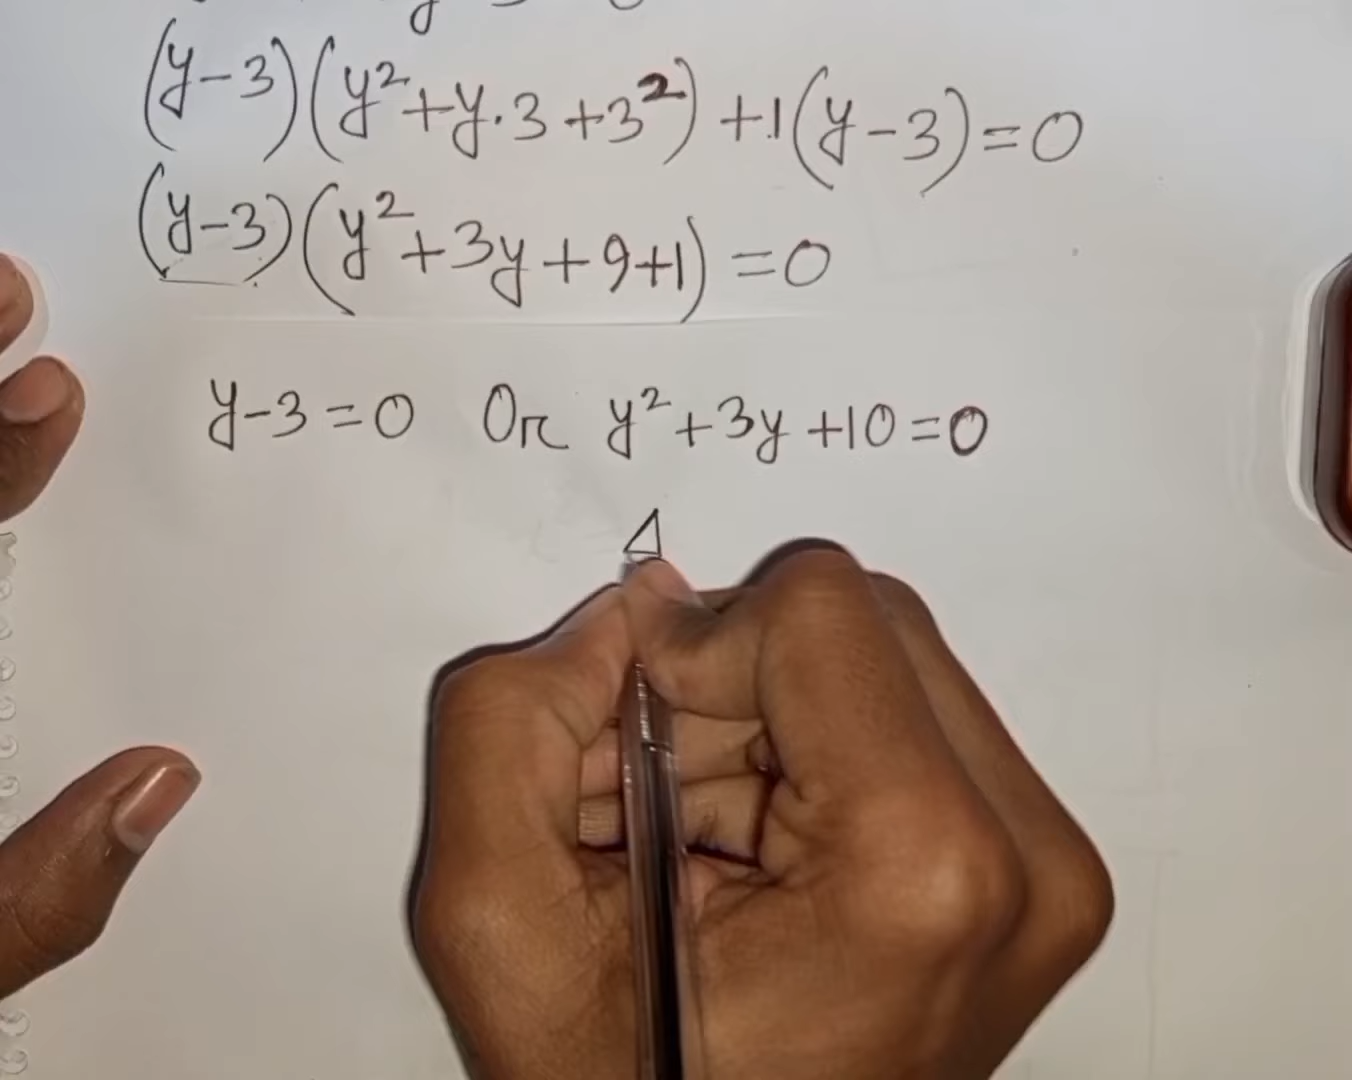 (y-3)(y²+y·3+3²)+1(y-3)=0
(y-3)(y²+3y+9+1)=0
y-3=0 Or y²+3y+10=0
Δ